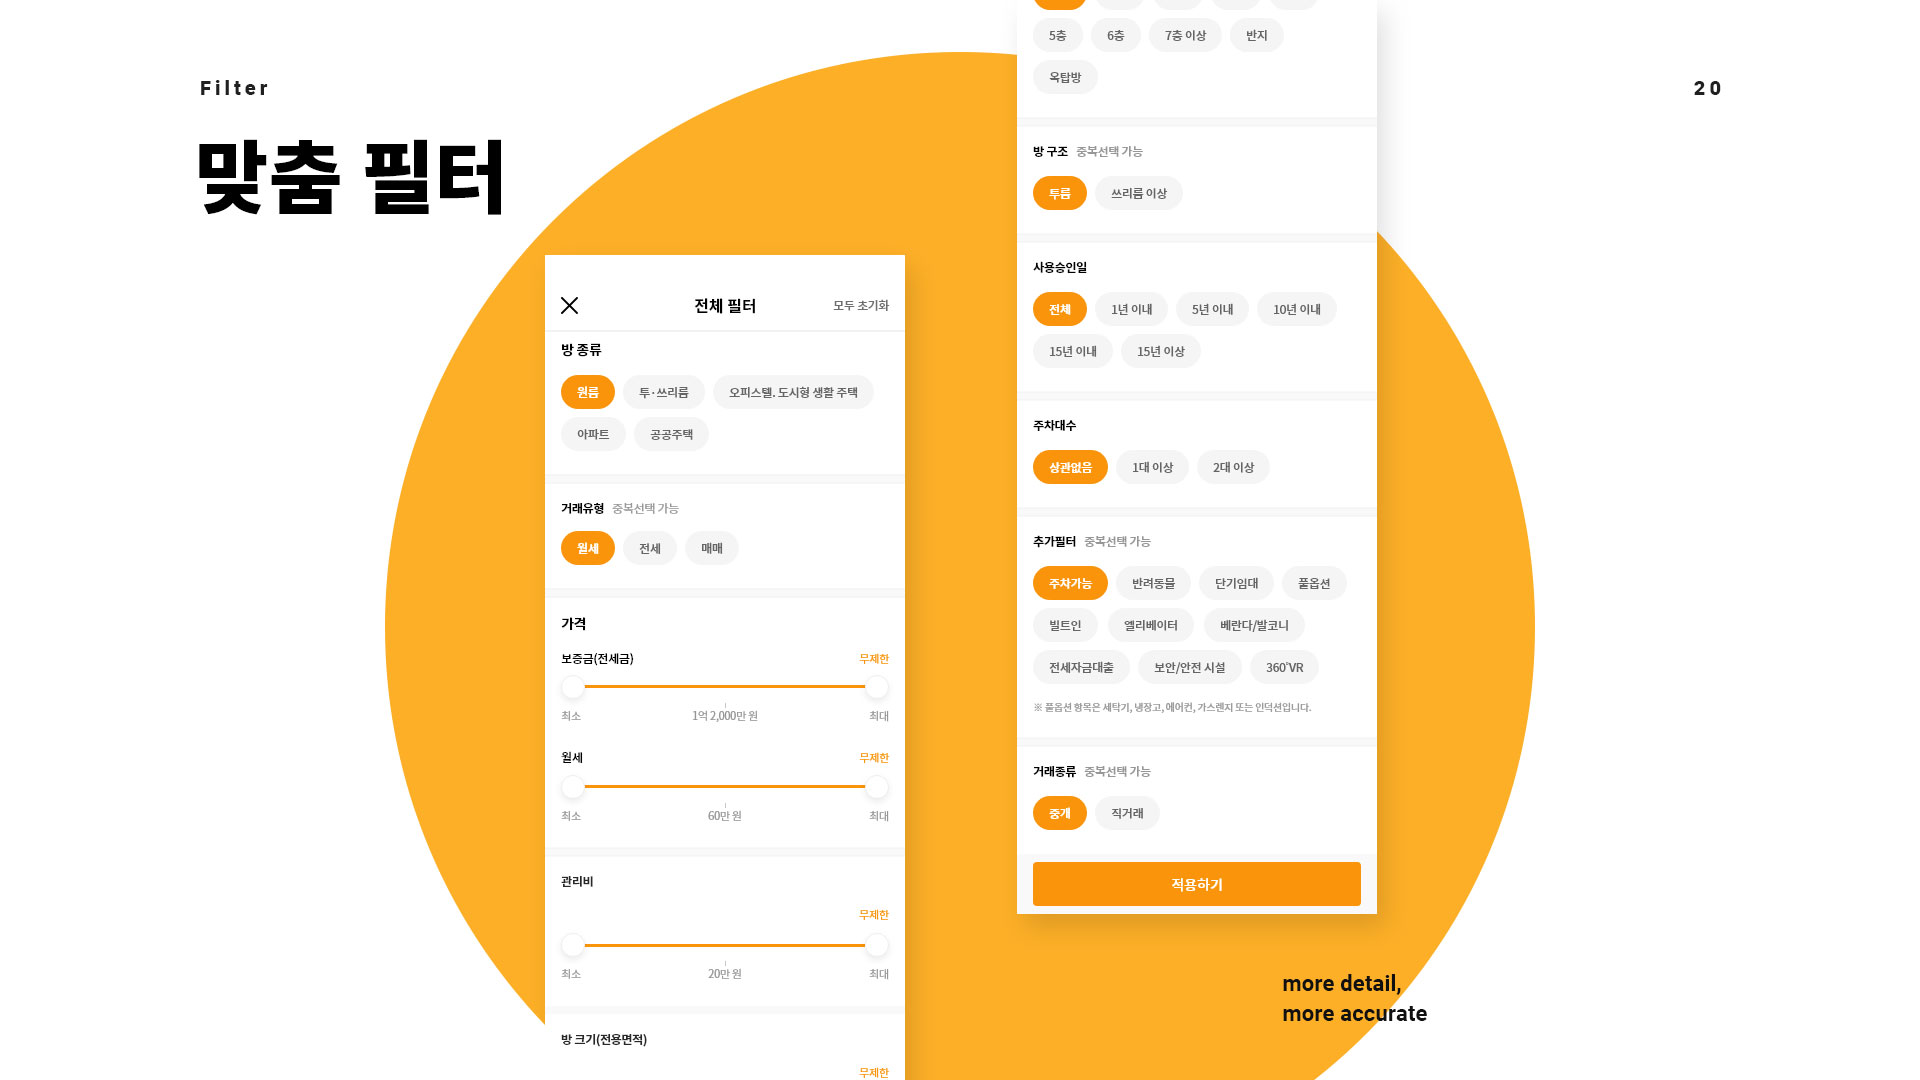 Filter
20
맞춤 필터
전체 필터
모두 초기화
방 종류
원름
투·쓰리룸
오피스텔. 도시형 생활 주택
아파트
공공주택
거래유형 중복선택 가능
월세
전세
매매
가격
보증금(전세금)
무제한
최소
1억 2,000만 원
최대
월세
무제한
최소
60만 원
최대
관리비
무제한
최소
20만 원
최대
방 크기(전용면적)
무제한
5층
6층
7층 이상
반지
옥탑방
방 구조 중복선택 가능
투름
쓰리룸 이상
사용승인일
전체
1년 이내
5년 이내
10년 이내
15년 이내
15년 이상
주차대수
상관없음
1대 이상
2대 이상
추가필터 중복선택 가능
주차가능
반려동물
단기임대
풀옵션
빌트인
엘리베이터
베란다/발코니
전세자금대출
보안/안전 시설
360°VR
※ 풀옵션 항목은 세탁기, 냉장고, 에어컨, 가스렌지 또는 인덕션입니다.
거래종류 중복선택 가능
중개
직거래
적용하기
more detail,
more accurate